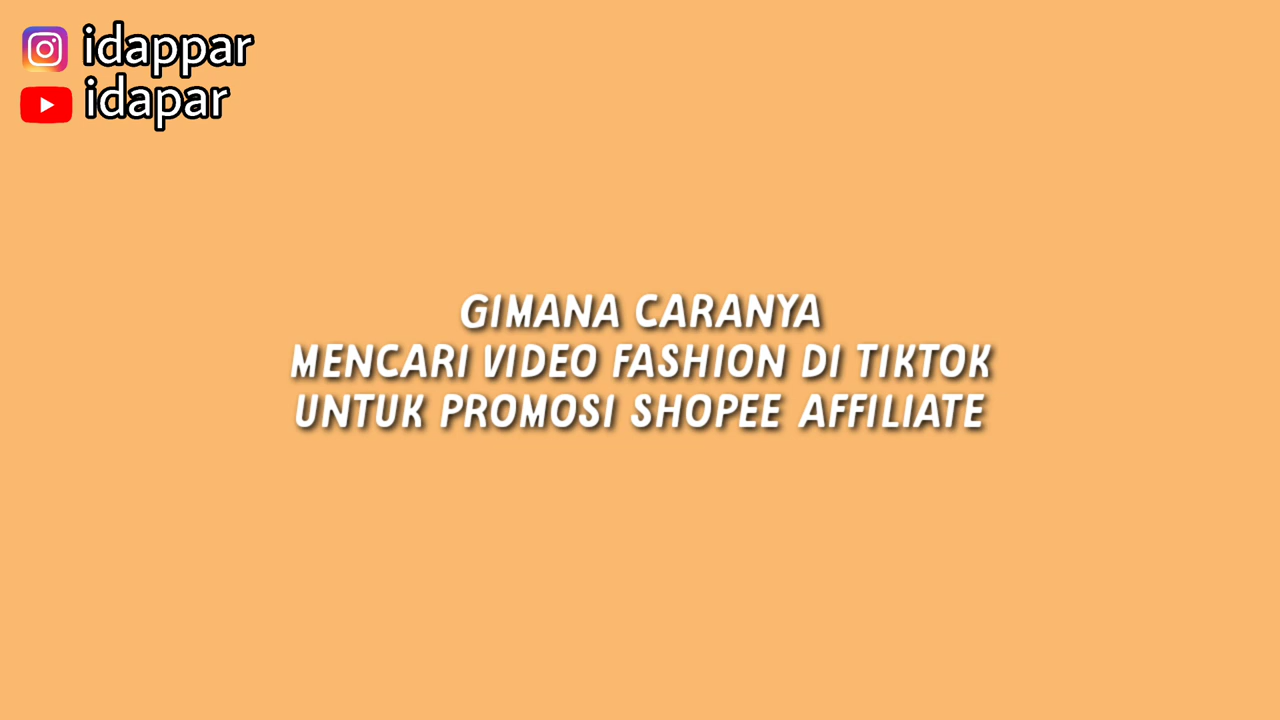 idappar
idapar
GIMANA CARANYA
MENCARI VIDEO FASHION DI TIKTOK
UNTUK PROMOSI SHOPEE AFFILIATE